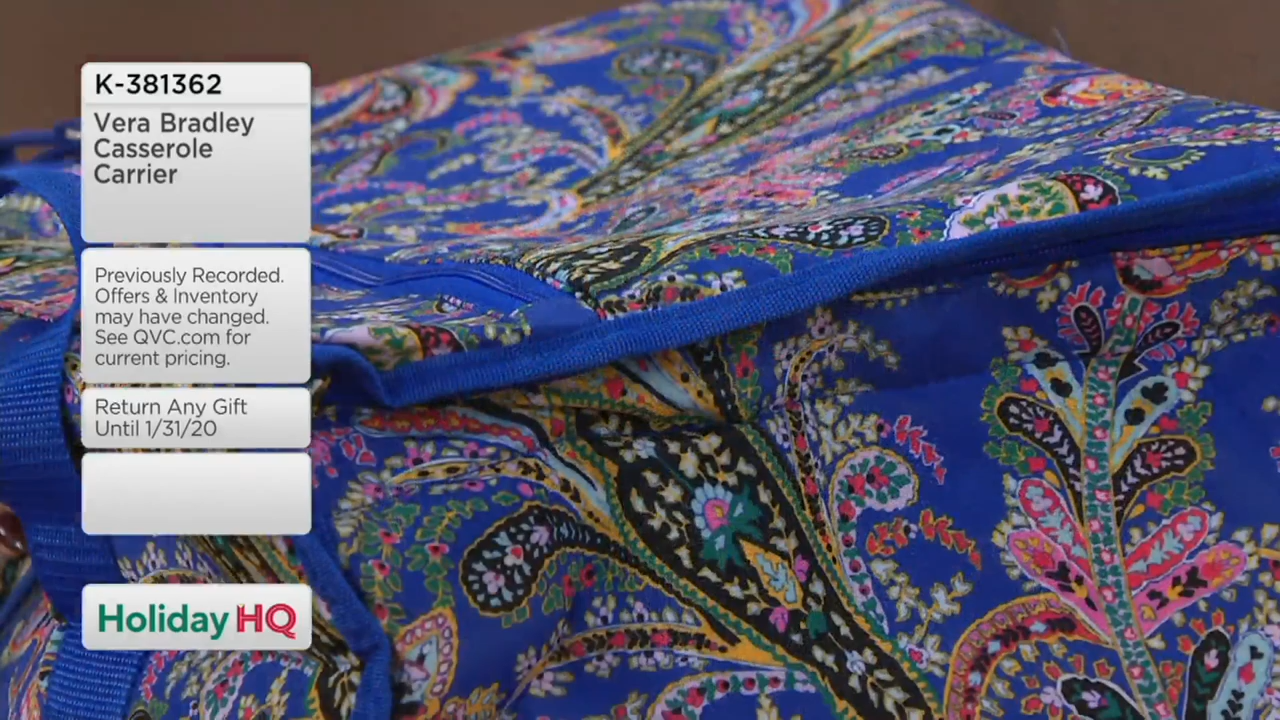 K-381362
Vera Bradley
Casserole
Carrier
Previously Recorded.
Offers & Inventory
may have changed.
See QVC.com for
current pricing.
Return Any Gift
Until 1/31/20
Holiday HQ